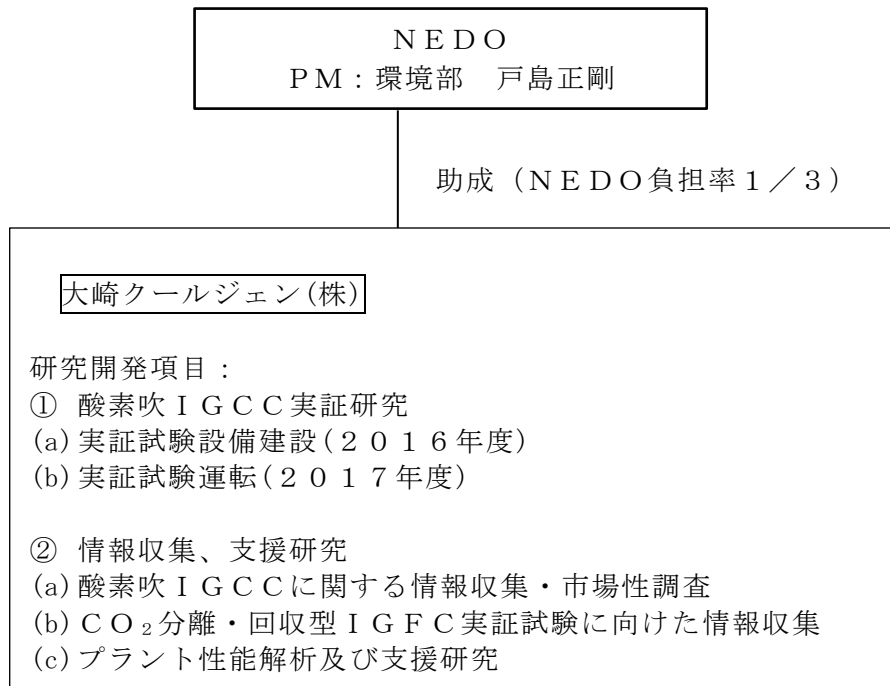 ＮＥＤＯ
ＰＭ：環境部　戸島正剛
助成（ＮＥＤＯ負担率１／３）
大崎クールジェン(株)
研究開発項目：
① 酸素吹ＩＧＣＣ実証研究
(a)実証試験設備建設(２０１６年度)
(b)実証試験運転(２０１７年度)
② 情報収集、支援研究
(a)酸素吹ＩＧＣＣに関する情報収集・市場性調査
(b)ＣＯ₂分離・回収型ＩＧＦＣ実証試験に向けた情報収集
(c)プラント性能解析及び支援研究